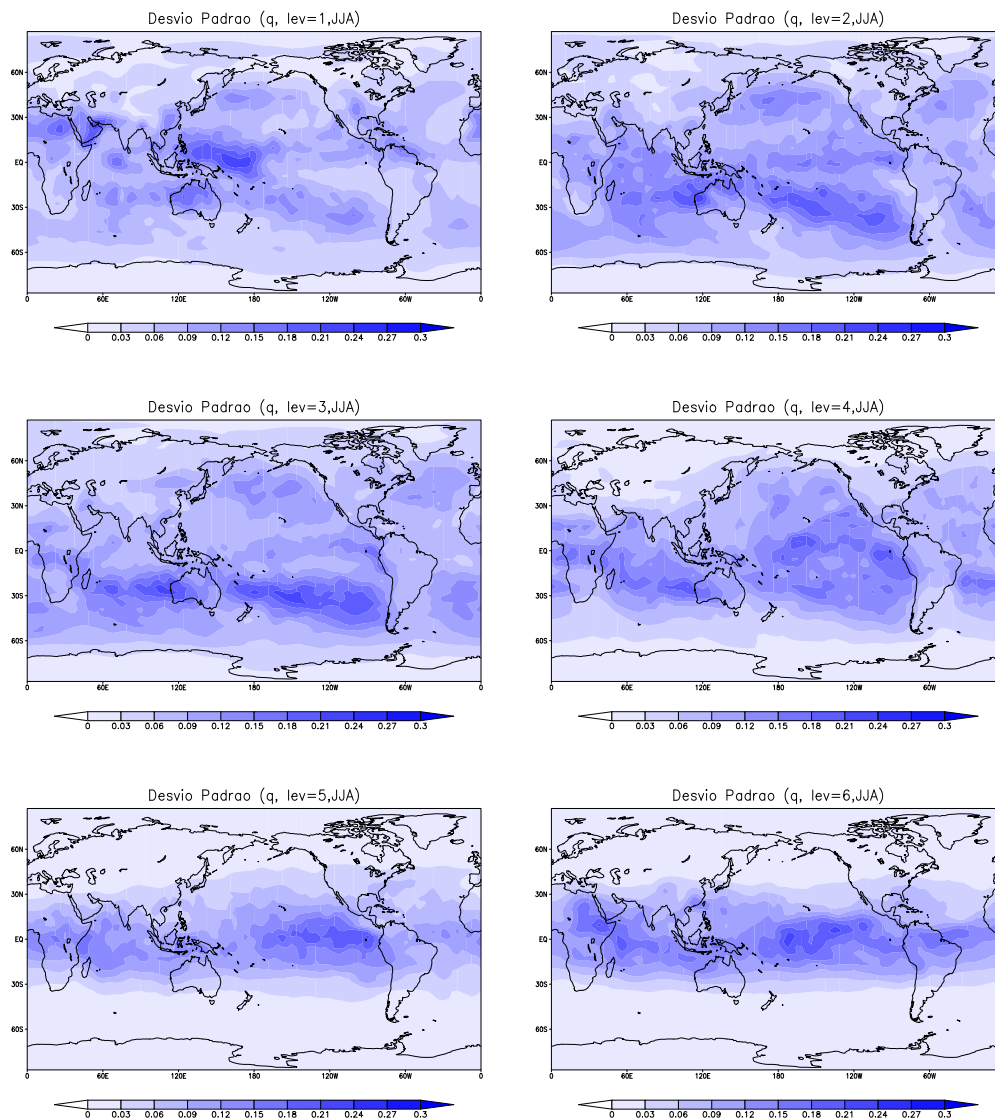 Desvio Padrao (q, lev=1,JJA)
Desvio Padrao (q, lev=2,JJA)
60N
30N
EQ
30S
60S
0 60E 120E 180 120W 60W 0
60N
30N
EQ
30S
60S
0 60E 120E 180 120W 60W 0
0 0.03 0.06 0.09 0.12 0.15 0.18 0.21 0.24 0.27 0.3
0 0.03 0.06 0.09 0.12 0.15 0.18 0.21 0.24 0.27 0.3
Desvio Padrao (q, lev=3,JJA)
Desvio Padrao (q, lev=4,JJA)
60N
30N
EQ
30S
60S
0 60E 120E 180 120W 60W 0
60N
30N
EQ
30S
60S
0 60E 120E 180 120W 60W 0
0 0.03 0.06 0.09 0.12 0.15 0.18 0.21 0.24 0.27 0.3
0 0.03 0.06 0.09 0.12 0.15 0.18 0.21 0.24 0.27 0.3
Desvio Padrao (q, lev=5,JJA)
Desvio Padrao (q, lev=6,JJA)
60N
30N
EQ
30S
60S
0 60E 120E 180 120W 60W 0
60N
30N
EQ
30S
60S
0 60E 120E 180 120W 60W 0
0 0.03 0.06 0.09 0.12 0.15 0.18 0.21 0.24 0.27 0.3
0 0.03 0.06 0.09 0.12 0.15 0.18 0.21 0.24 0.27 0.3